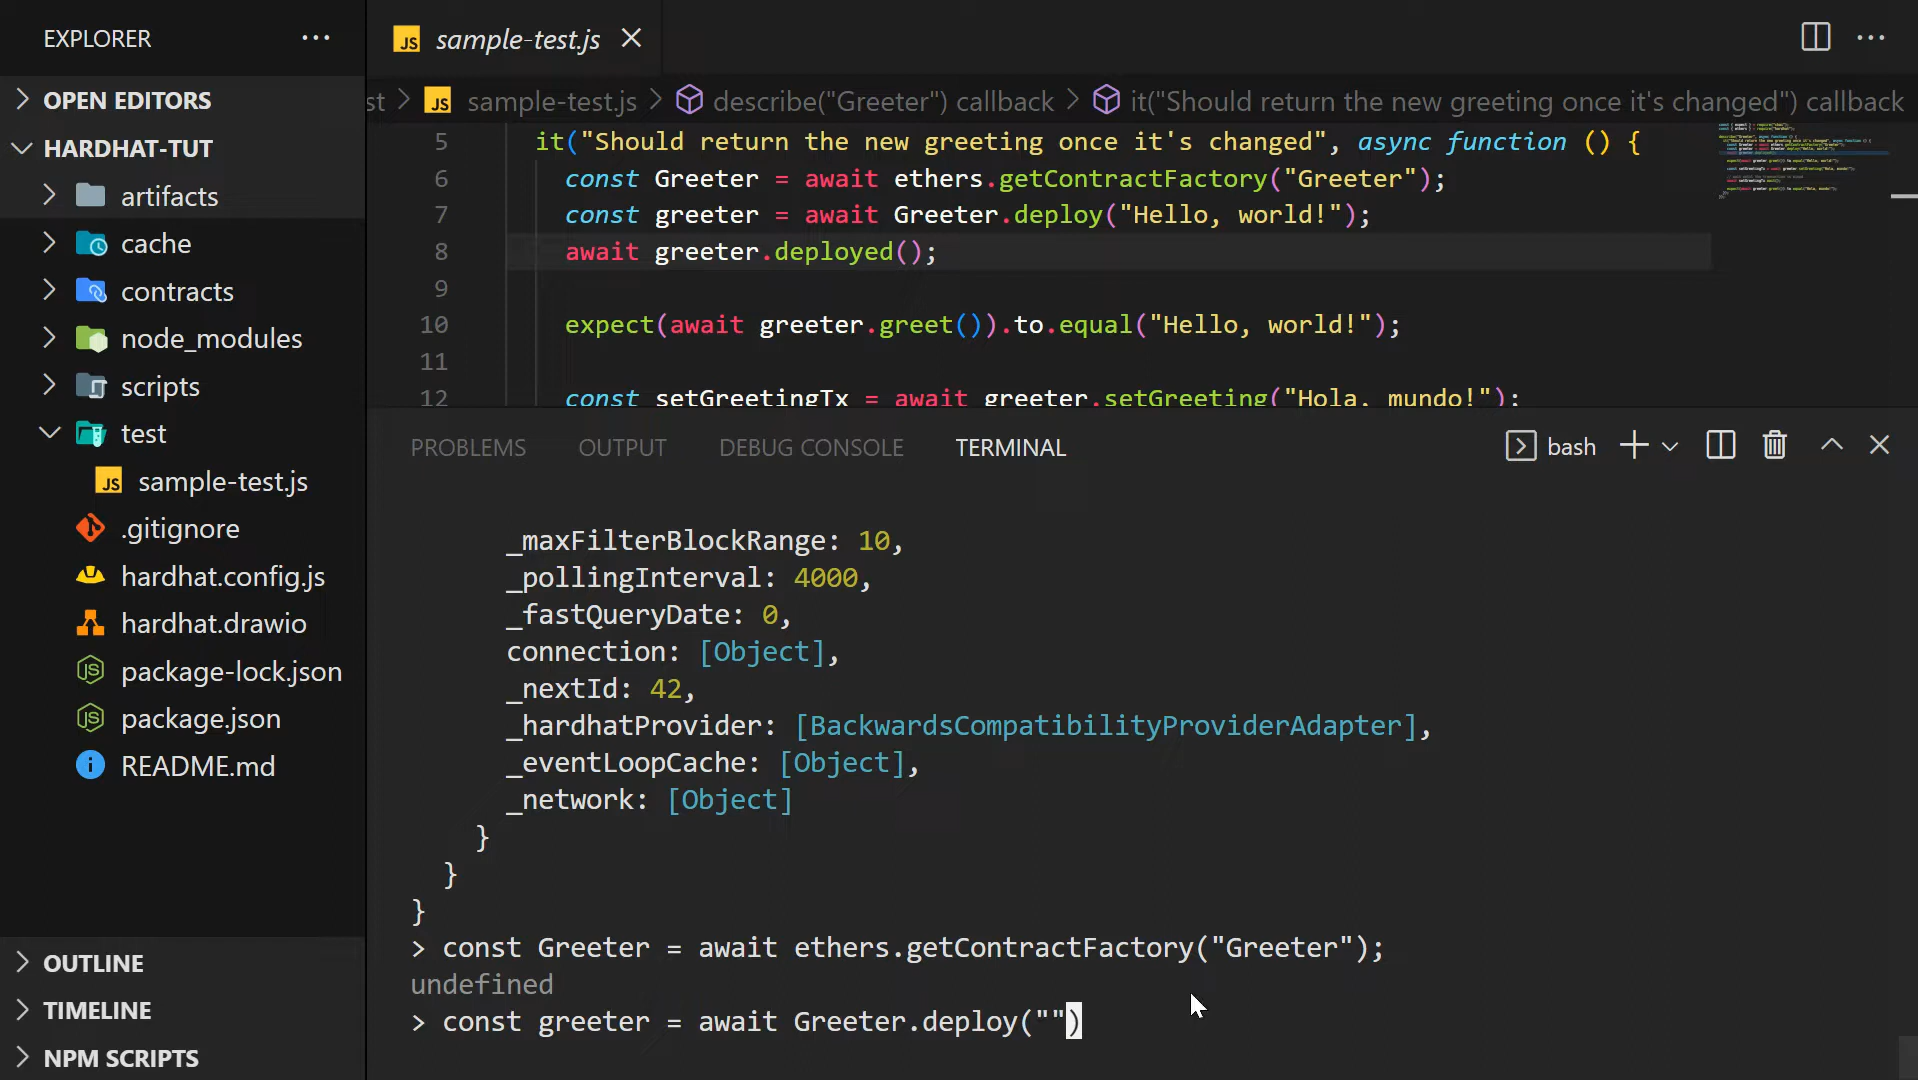 EXPLORER
sample-test.js
OPEN EDITORS
HARDHAT-TUT
artifacts
cache
contracts
node_modules
scripts
test
sample-test.js
.gitignore
hardhat.config.js
hardhat.drawio
package-lock.json
package.json
README.md
OUTLINE
TIMELINE
NPM SCRIPTS
st > sample-test.js > describe("Greeter") callback > it("Should return the new greeting once it's changed") callback
5 it("Should return the new greeting once it's changed", async function () {
6 const Greeter = await ethers.getContractFactory("Greeter");
7 const greeter = await Greeter.deploy("Hello, world!");
8 await greeter.deployed();
9
10 expect(await greeter.greet()).to.equal("Hello, world!");
11
12 const setGreetingTx = await greeter.setGreeting("Hola, mundo!");
PROBLEMS OUTPUT DEBUG CONSOLE TERMINAL bash
_maxFilterBlockRange: 10,
_pollingInterval: 4000,
_fastQueryDate: 0,
connection: [Object],
_nextId: 42,
_hardhatProvider: [BackwardsCompatibilityProviderAdapter],
_eventLoopCache: [Object],
_network: [Object]
}
}
}
> const Greeter = await ethers.getContractFactory("Greeter");
undefined
> const greeter = await Greeter.deploy("")